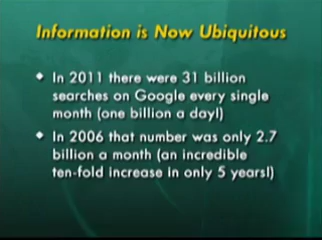 Information is Now Ubiquitous
◆ In 2011 there were 31 billion
searches on Google every single
month (one billion a day!)
◆ In 2006 that number was only 2.7
billion a month (an incredible
ten-fold increase in only 5 years!)